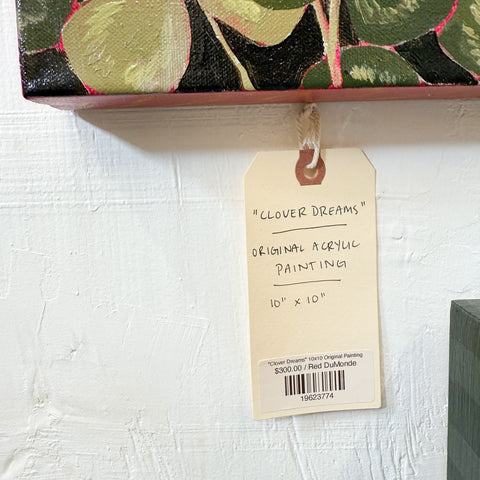 "CLOVER DREAMS"
ORIGINAL ACRYLIC
PAINTING
10" x 10"
"Clover Dreams" 10x10 Original Painting
$300.00 / Red DuMonde
19623774